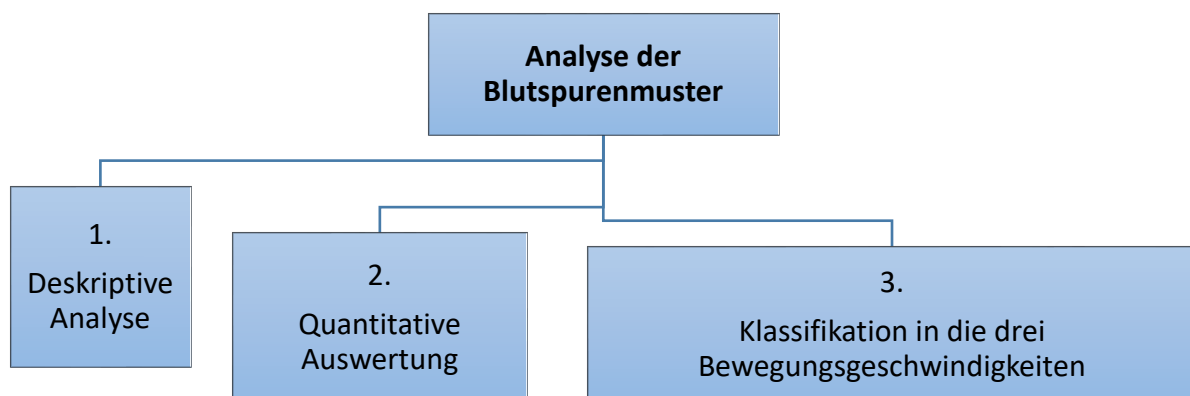 Analyse der
Blutspurenmuster
1.
Deskriptive
Analyse
2.
Quantitative
Auswertung
3.
Klassifikation in die drei
Bewegungsgeschwindigkeiten